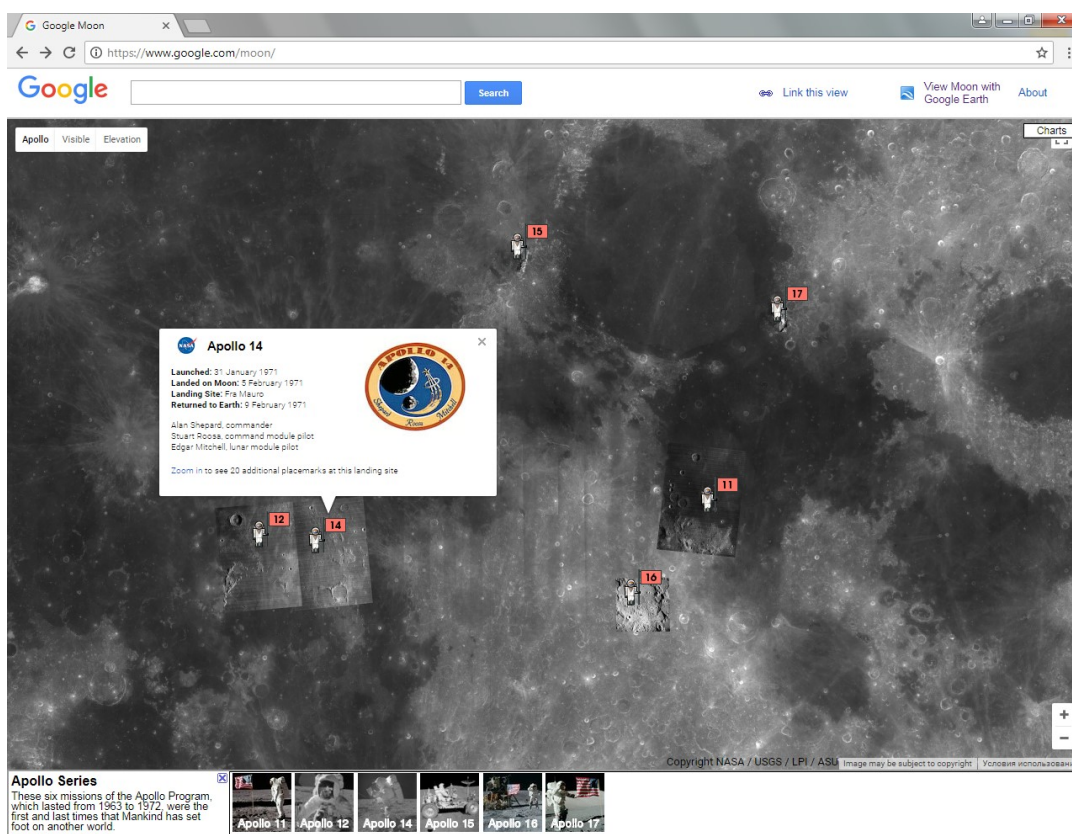 Google Moon
https://www.google.com/moon/
Google
Search
Link this view
View Moon with
Google Earth
About
Apollo Visible Elevation
Charts
15
17
NASA
Apollo 14
Launched: 31 January 1971
Landed on Moon: 5 February 1971
Landing Site: Fra Mauro
Returned to Earth: 9 February 1971
Alan Shepard, commander
Stuart Roosa, command module pilot
Edgar Mitchell, lunar module pilot
Zoom in to see 20 additional placemarks at this landing site
APOLLO 14
Shepard Roosa Mitchell
11
12
14
16
Copyright NASA / USGS / LPI / ASU
Image may be subject to copyright
Условия использовани
Apollo Series
These six missions of the Apollo Program,
which lasted from 1963 to 1972, were the
first and last times that Mankind has set
foot on another world.
Apollo 11 Apollo 12 Apollo 14 Apollo 15 Apollo 16 Apollo 17